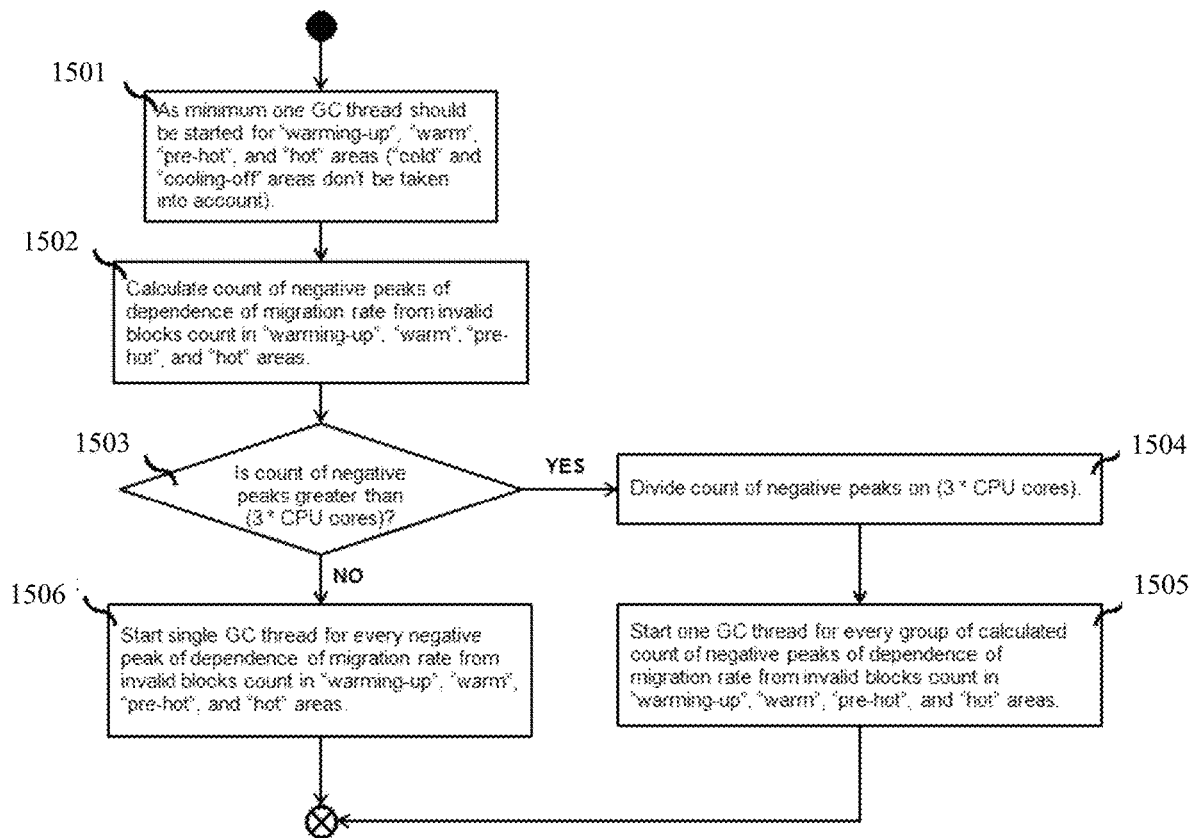 1501
As minimum one GC thread should
be started for "warming-up", "warm",
"pre-hot", and "hot" areas ("cold" and
"cooling-off" areas don't be taken
into account).
1502
Calculate count of negative peaks of
dependence of migration rate from invalid
blocks count in "warming-up", "warm", "pre-
hot", and "hot" areas.
1503
Is count of negative
peaks greater than
(3 * CPU cores)?
YES
1504
Divide count of negative peaks on (3 * CPU cores).
NO
1506
Start single GC thread for every negative
peak of dependence of migration rate from
invalid blocks count in "warming-up", "warm",
"pre-hot", and "hot" areas.
1505
Start one GC thread for every group of calculated
count of negative peaks of dependence of
migration rate from invalid blocks count in
"warming-up", "warm", "pre-hot", and "hot" areas.